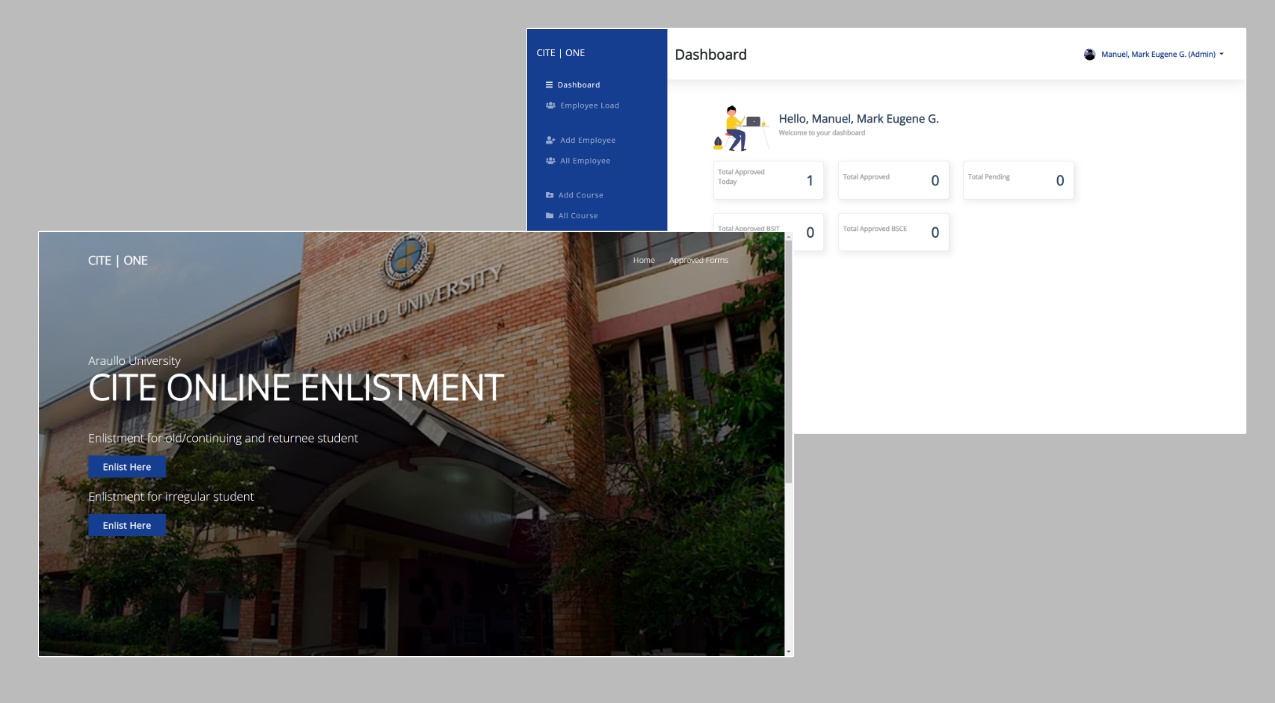 CITE | ONE
Dashboard
Employee Load
Add Employee
All Employee
Add Course
All Course
Dashboard
Manuel, Mark Eugene G. (Admin)
Hello, Manuel, Mark Eugene G.
Welcome to your dashboard
Total Approved
Today
1
Total Approved
0
Total Pending
0
Total Approved BSIT
0
Total Approved BSCE
0
CITE | ONE
Home
Approved Forms
ARAULLO UNIVERSITY
Araullo University
CITE ONLINE ENLISTMENT
Enlistment for old/continuing and returnee student
Enlist Here
Enlistment for irregular student
Enlist Here